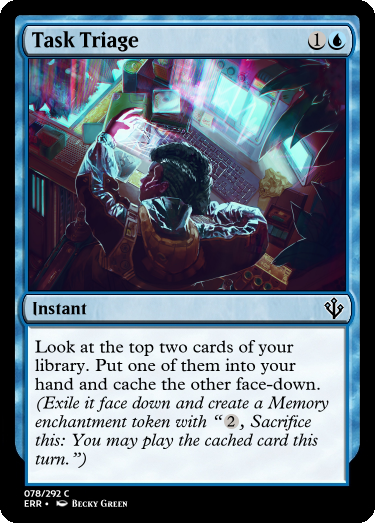 Task Triage 1
Instant
Look at the top two cards of your
library. Put one of them into your
hand and cache the other face-down.
(Exile it face down and create a Memory
enchantment token with “2, Sacrifice
this: You may play the cached card this
turn.”)
078/292 C
ERR • Becky Green